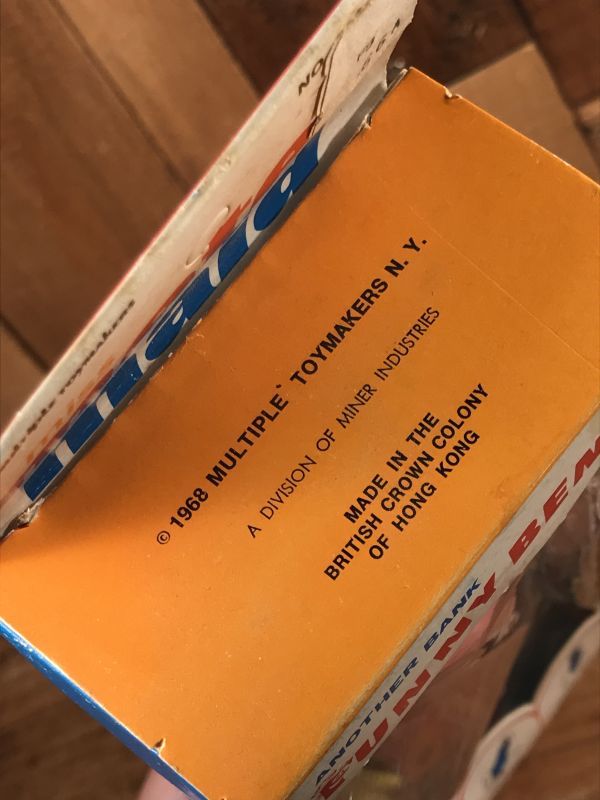 © 1968 MULTIPLE TOYMAKERS N. Y.
A DIVISION OF MINER INDUSTRIES
MADE IN THE
BRITISH CROWN COLONY
OF HONG KONG
ANOTHER BANK
FUNNY
NO